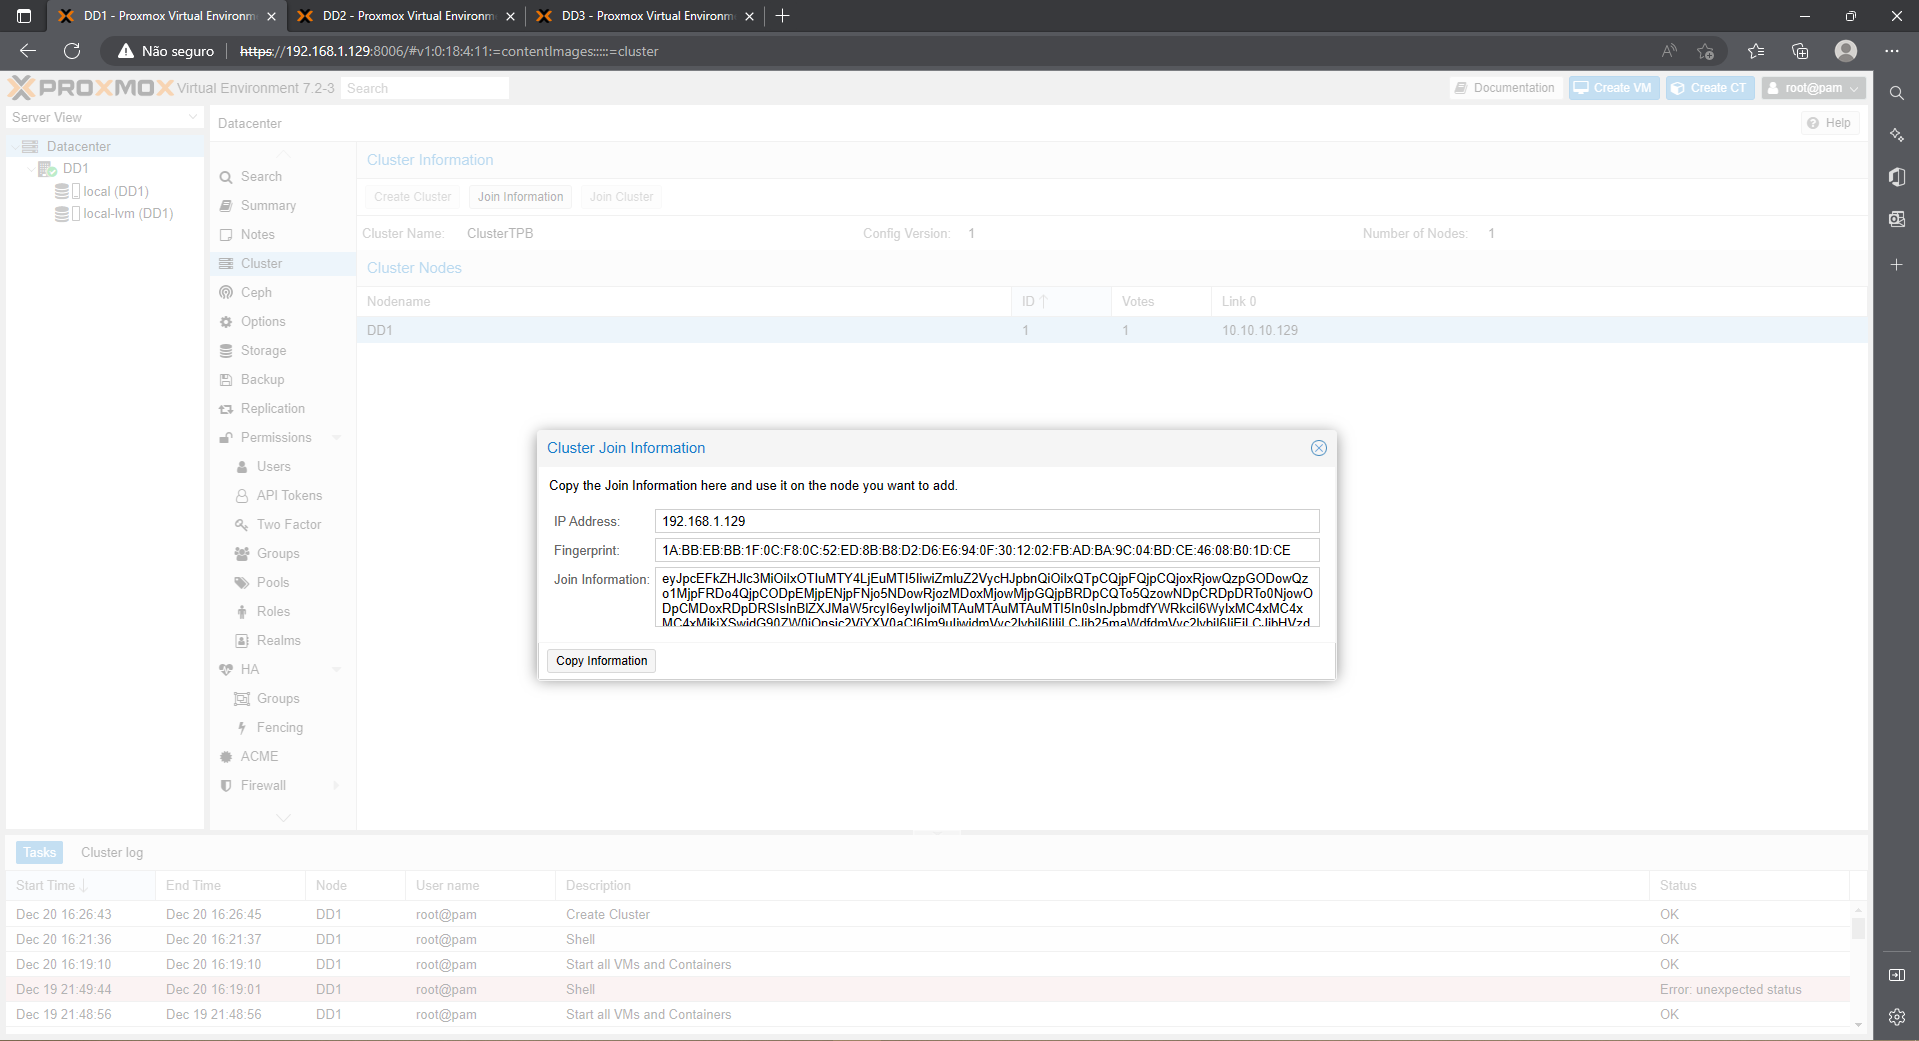 DD1 - Proxmox Virtual Environm
DD2 - Proxmox Virtual Environm
DD3 - Proxmox Virtual Environm
Não seguro
https://192.168.1.129:8006/#v1:0:18:4:11:=contentImages:::::=cluster
PROXMOX Virtual Environment 7.2-3
Search
Documentation
Create VM
Create CT
root@pam
Server View
Datacenter
DD1
local (DD1)
local-lvm (DD1)
Datacenter
Help
Search
Summary
Notes
Cluster
Ceph
Options
Storage
Backup
Replication
Permissions
Users
API Tokens
Two Factor
Groups
Pools
Roles
Realms
HA
Groups
Fencing
ACME
Firewall
Cluster Information
Create Cluster Join Information Join Cluster
Cluster Name: ClusterTPB Config Version: 1 Number of Nodes: 1
Cluster Nodes
Nodename ID Votes Link 0
DD1 1 1 10.10.10.129
Cluster Join Information
Copy the Join Information here and use it on the node you want to add.
IP Address: 192.168.1.129
Fingerprint: 1A:BB:EB:BB:1F:0C:F8:0C:52:ED:8B:B8:D2:D6:E6:94:0F:30:12:02:FB:AD:BA:9C:04:BD:CE:46:08:B0:1D:CE
Join Information:
Copy Information
Tasks Cluster log
Start Time End Time Node User name Description Status
Dec 20 16:26:43 Dec 20 16:26:45 DD1 root@pam Create Cluster OK
Dec 20 16:21:36 Dec 20 16:21:37 DD1 root@pam Shell OK
Dec 20 16:19:10 Dec 20 16:19:10 DD1 root@pam Start all VMs and Containers OK
Dec 19 21:49:44 Dec 20 16:19:01 DD1 root@pam Shell Error: unexpected status
Dec 19 21:48:56 Dec 19 21:48:56 DD1 root@pam Start all VMs and Containers OK